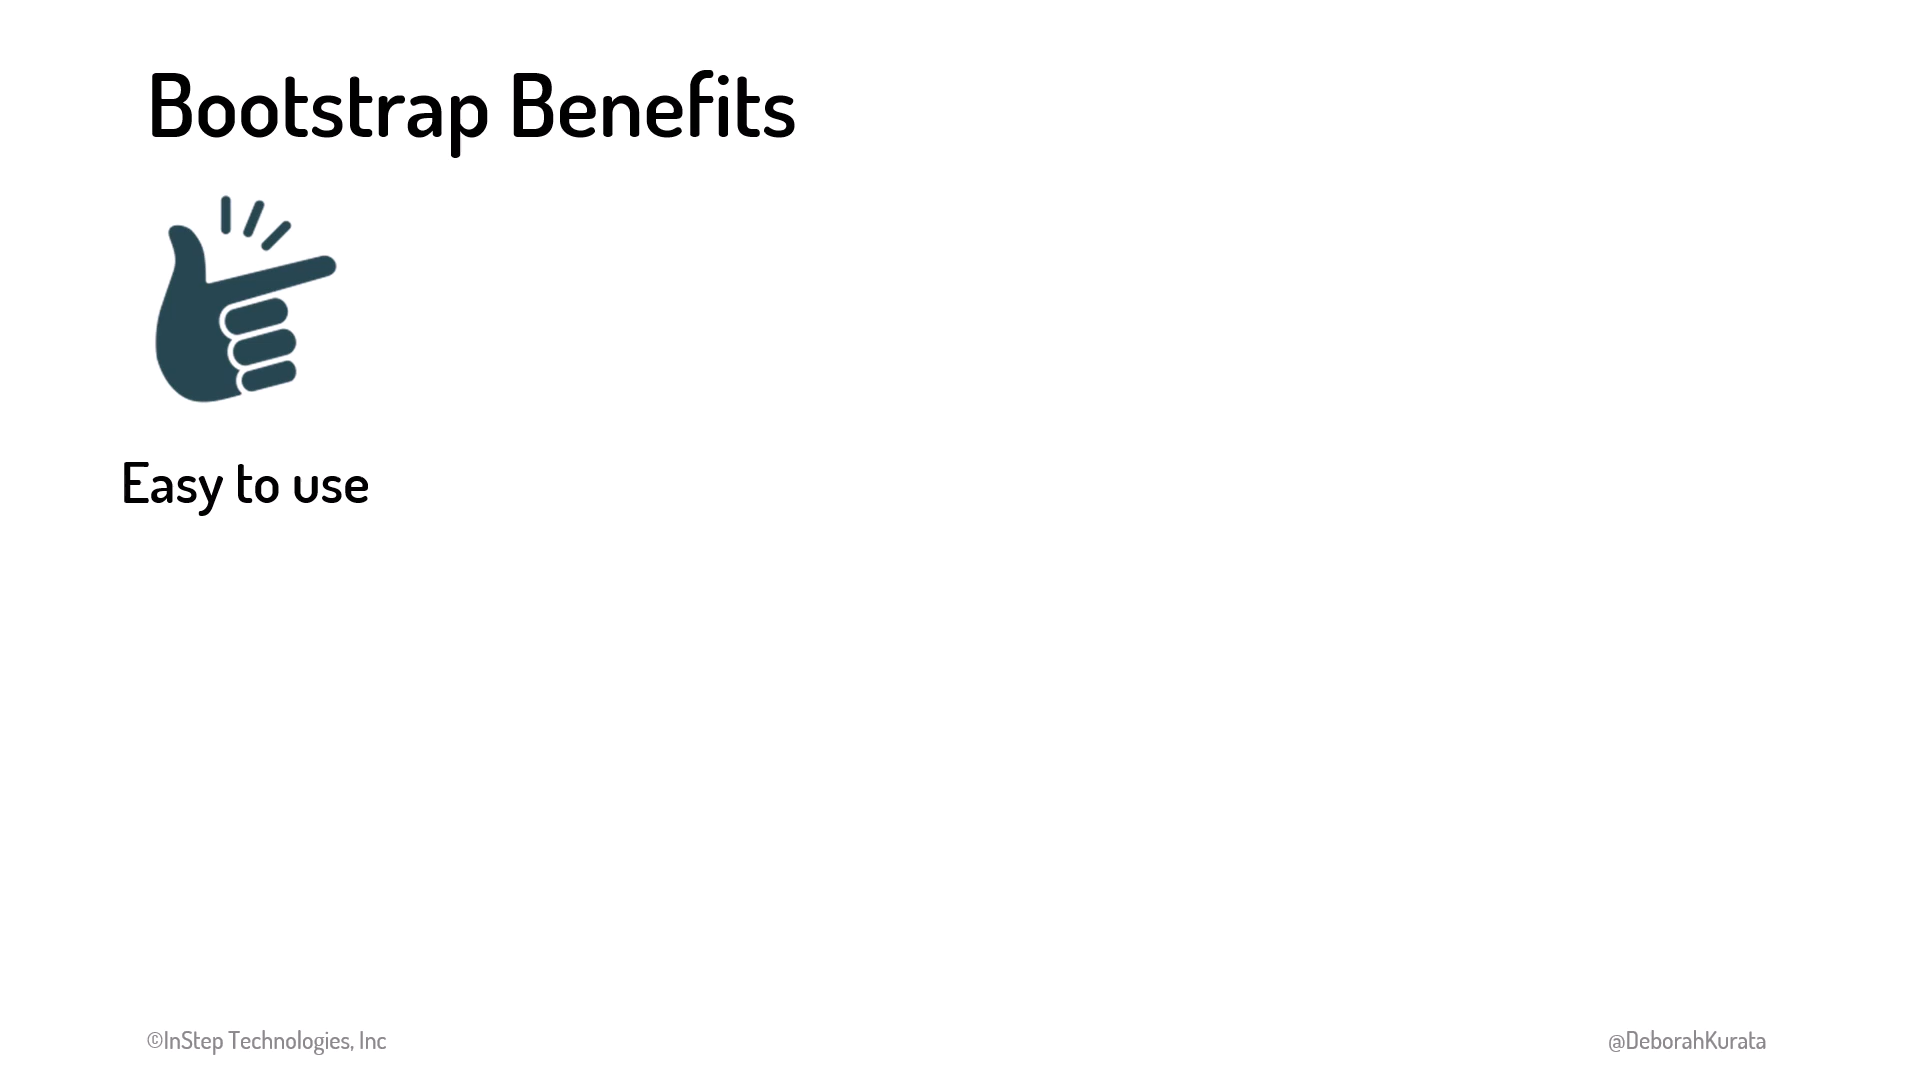 Bootstrap Benefits
Easy to use
©InStep Technologies, Inc
@DeborahKurata